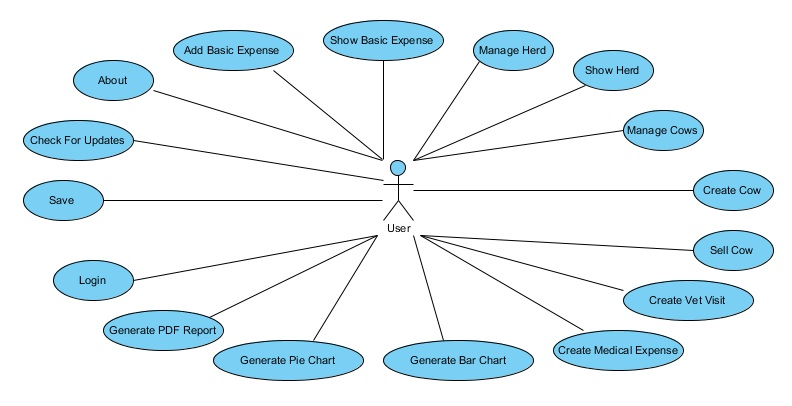 Show Basic Expense
Add Basic Expense
Manage Herd
Show Herd
About
Manage Cows
Check For Updates
Create Cow
Save
User
Sell Cow
Login
Create Vet Visit
Generate PDF Report
Create Medical Expense
Generate Pie Chart
Generate Bar Chart